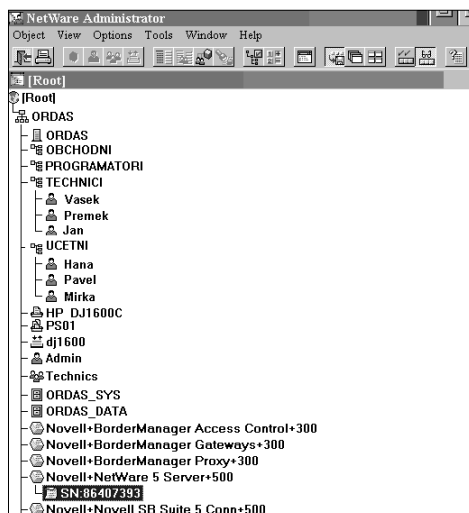 NetWare Administrator
Object View Options Tools Window Help
[Root]
[Root]
ORDAS
ORDAS
OBCHODNI
PROGRAMATORI
TECHNICI
Vasek
Premek
Jan
UCETNI
Hana
Pavel
Mirka
HP_DJ1600C
PS01
dj1600
Admin
Technics
ORDAS_SYS
ORDAS_DATA
Novell+BorderManager Access Control+300
Novell+BorderManager Gateways+300
Novell+BorderManager Proxy+300
Novell+NetWare 5 Server+500
SN:86407393
Novell+Novell SB Suite 5 Conn+500